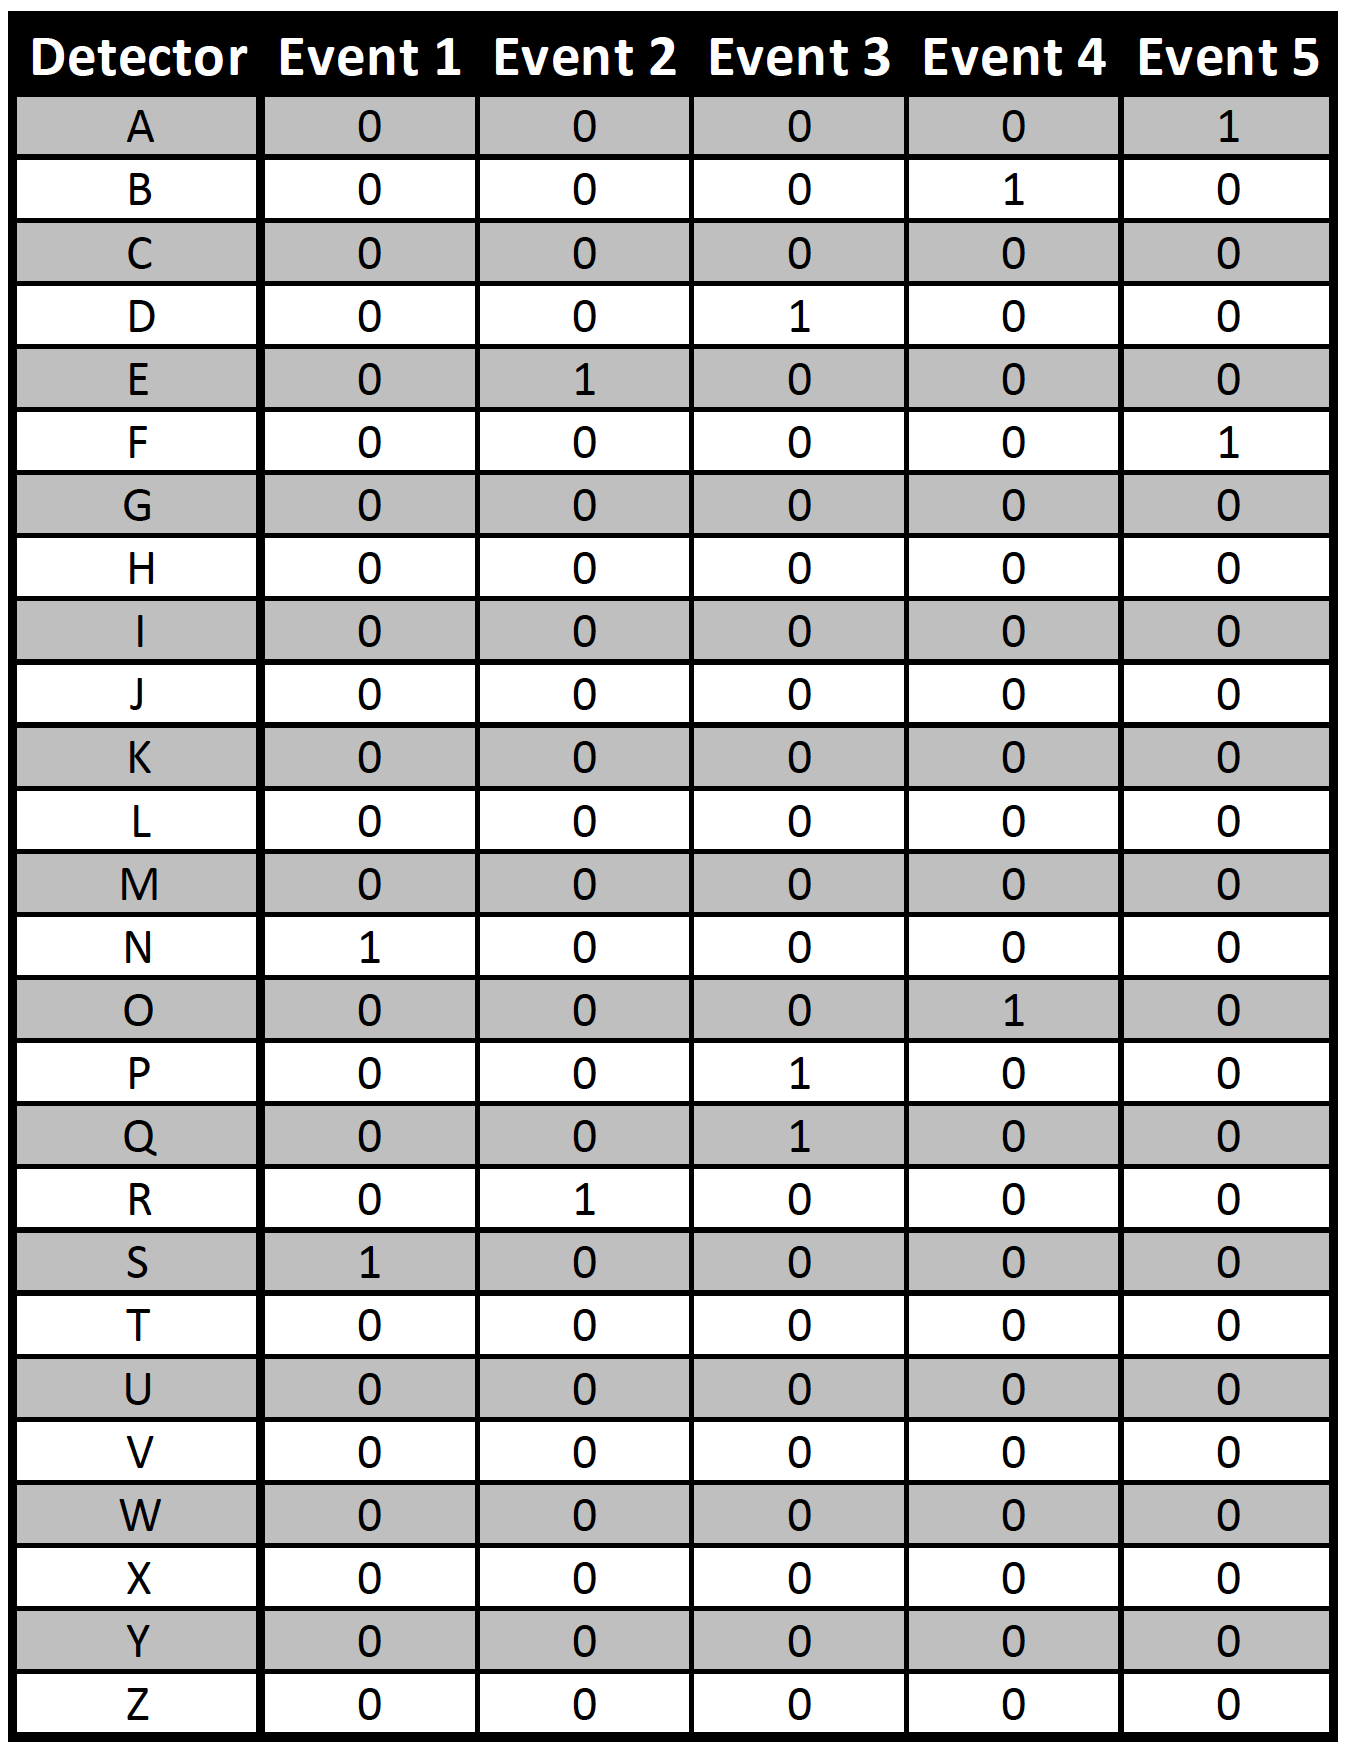 Detector Event 1 Event 2 Event 3 Event 4 Event 5
A 0 0 0 0 1
B 0 0 0 1 0
C 0 0 0 0 0
D 0 0 1 0 0
E 0 1 0 0 0
F 0 0 0 0 1
G 0 0 0 0 0
H 0 0 0 0 0
I 0 0 0 0 0
J 0 0 0 0 0
K 0 0 0 0 0
L 0 0 0 0 0
M 0 0 0 0 0
N 1 0 0 0 0
O 0 0 0 1 0
P 0 0 1 0 0
Q 0 0 1 0 0
R 0 1 0 0 0
S 1 0 0 0 0
T 0 0 0 0 0
U 0 0 0 0 0
V 0 0 0 0 0
W 0 0 0 0 0
X 0 0 0 0 0
Y 0 0 0 0 0
Z 0 0 0 0 0